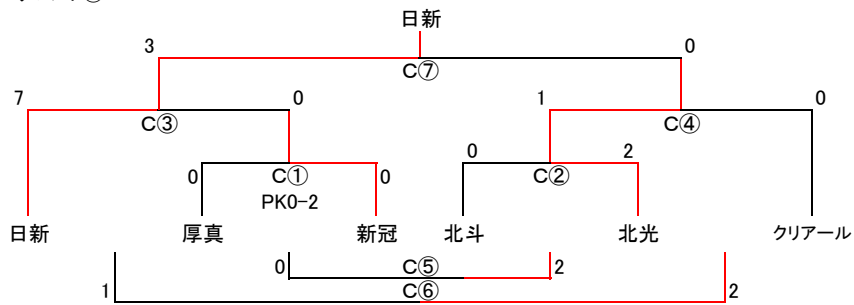 日新
3 0
C⑦
7 0 1 0
C③ C④
0 C① 0 0 C② 2
PK0-2
日新 厚真 新冠 北斗 北光 クリアール
0 C⑤ 2
1 C⑥ 2